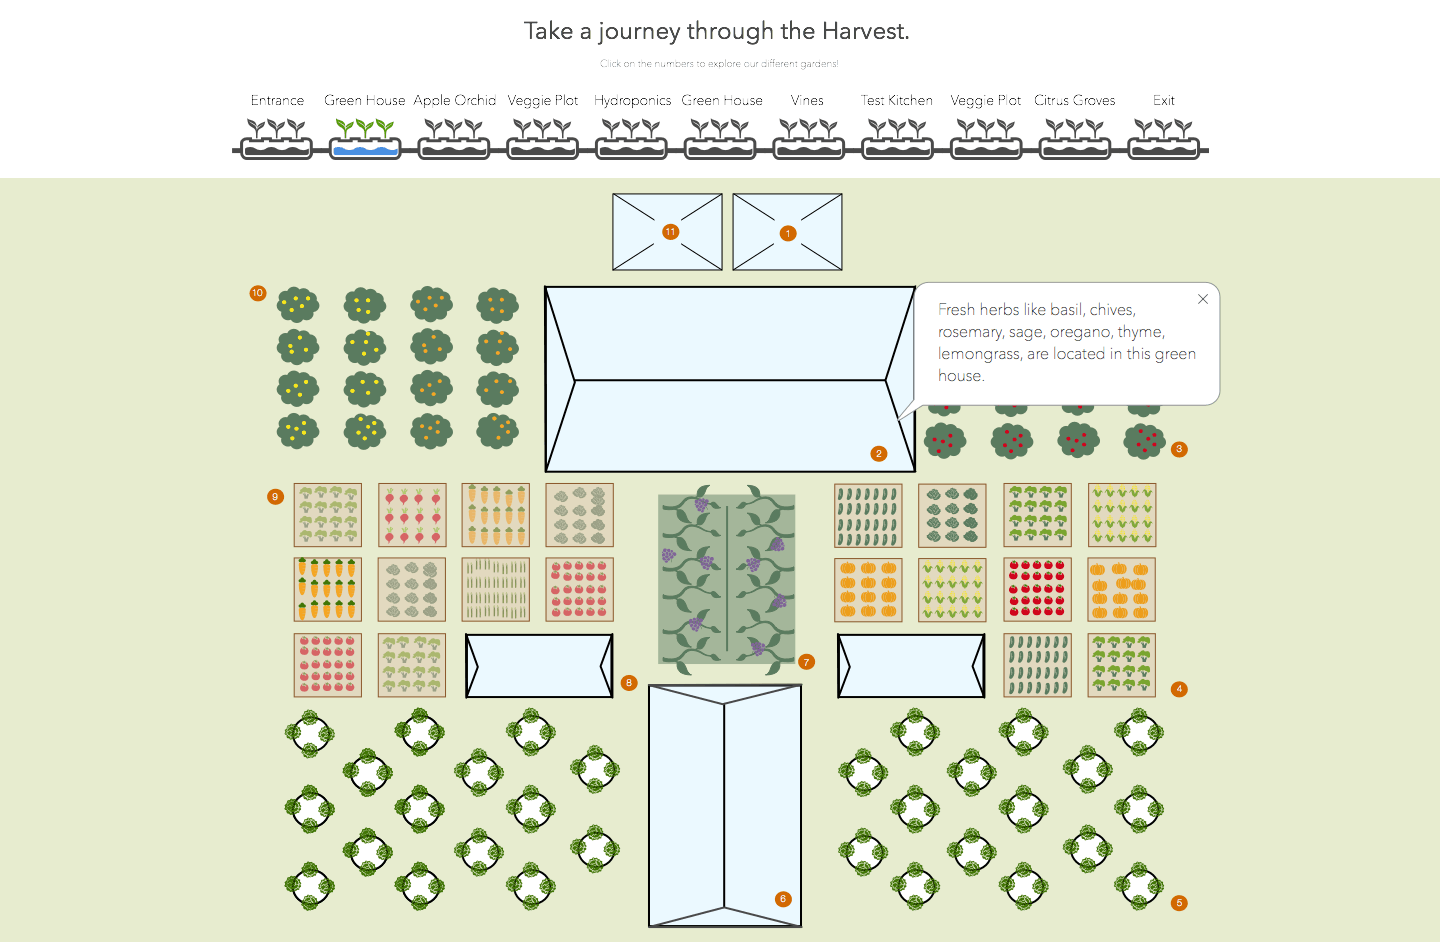 Take a journey through the Harvest.
Click on the numbers to explore our different gardens!
Entrance Green House Apple Orchid Veggie Plot Hydroponics Green House Vines Test Kitchen Veggie Plot Citrus Groves Exit
11 1
10
Fresh herbs like basil, chives,
rosemary, sage, oregano, thyme,
lemongrass, are located in this green
house.
2
3
9
7
8
4
6
5